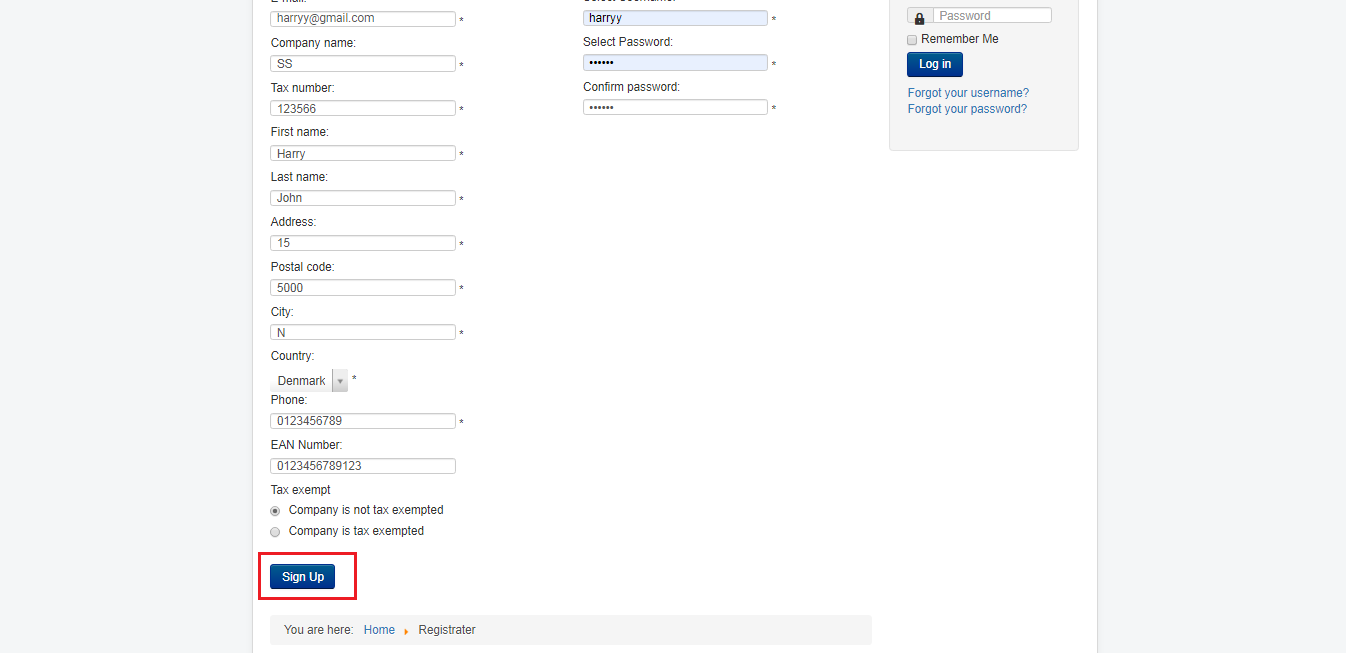 harryy@gmail.com *
Company name:
SS *
Tax number:
123566 *
First name:
Harry *
Last name:
John *
Address:
15 *
Postal code:
5000 *
City:
N *
Country:
Denmark *
Phone:
0123456789 *
EAN Number:
0123456789123
Tax exempt
Company is not tax exempted
Company is tax exempted
Sign Up
harryy *
Select Password:
•••••• *
Confirm password:
•••••• *
Password
Remember Me
Log in
Forgot your username?
Forgot your password?
You are here: Home Registrater